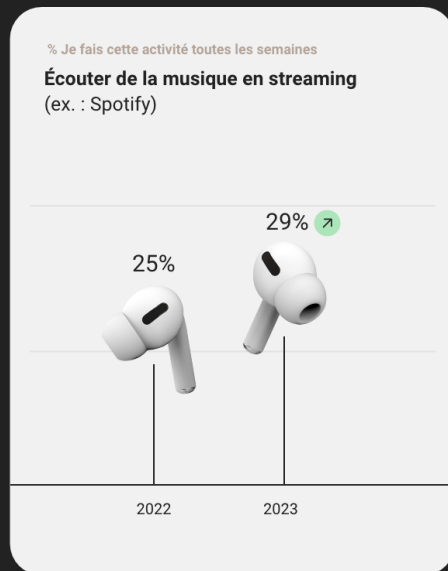 % Je fais cette activité toutes les semaines
Écouter de la musique en streaming
(ex. : Spotify)
29%
25%
2022
2023